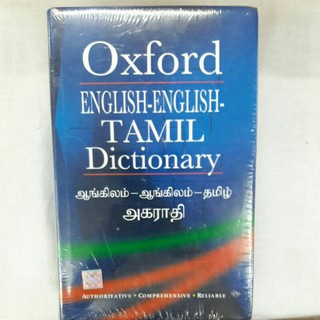 Oxford
ENGLISH-ENGLISH-
TAMIL
Dictionary
ஆங்கிலம் – ஆங்கிலம் – தமிழ்
அகராதி
AUTHORITATIVE • COMPREHENSIVE • RELIABLE